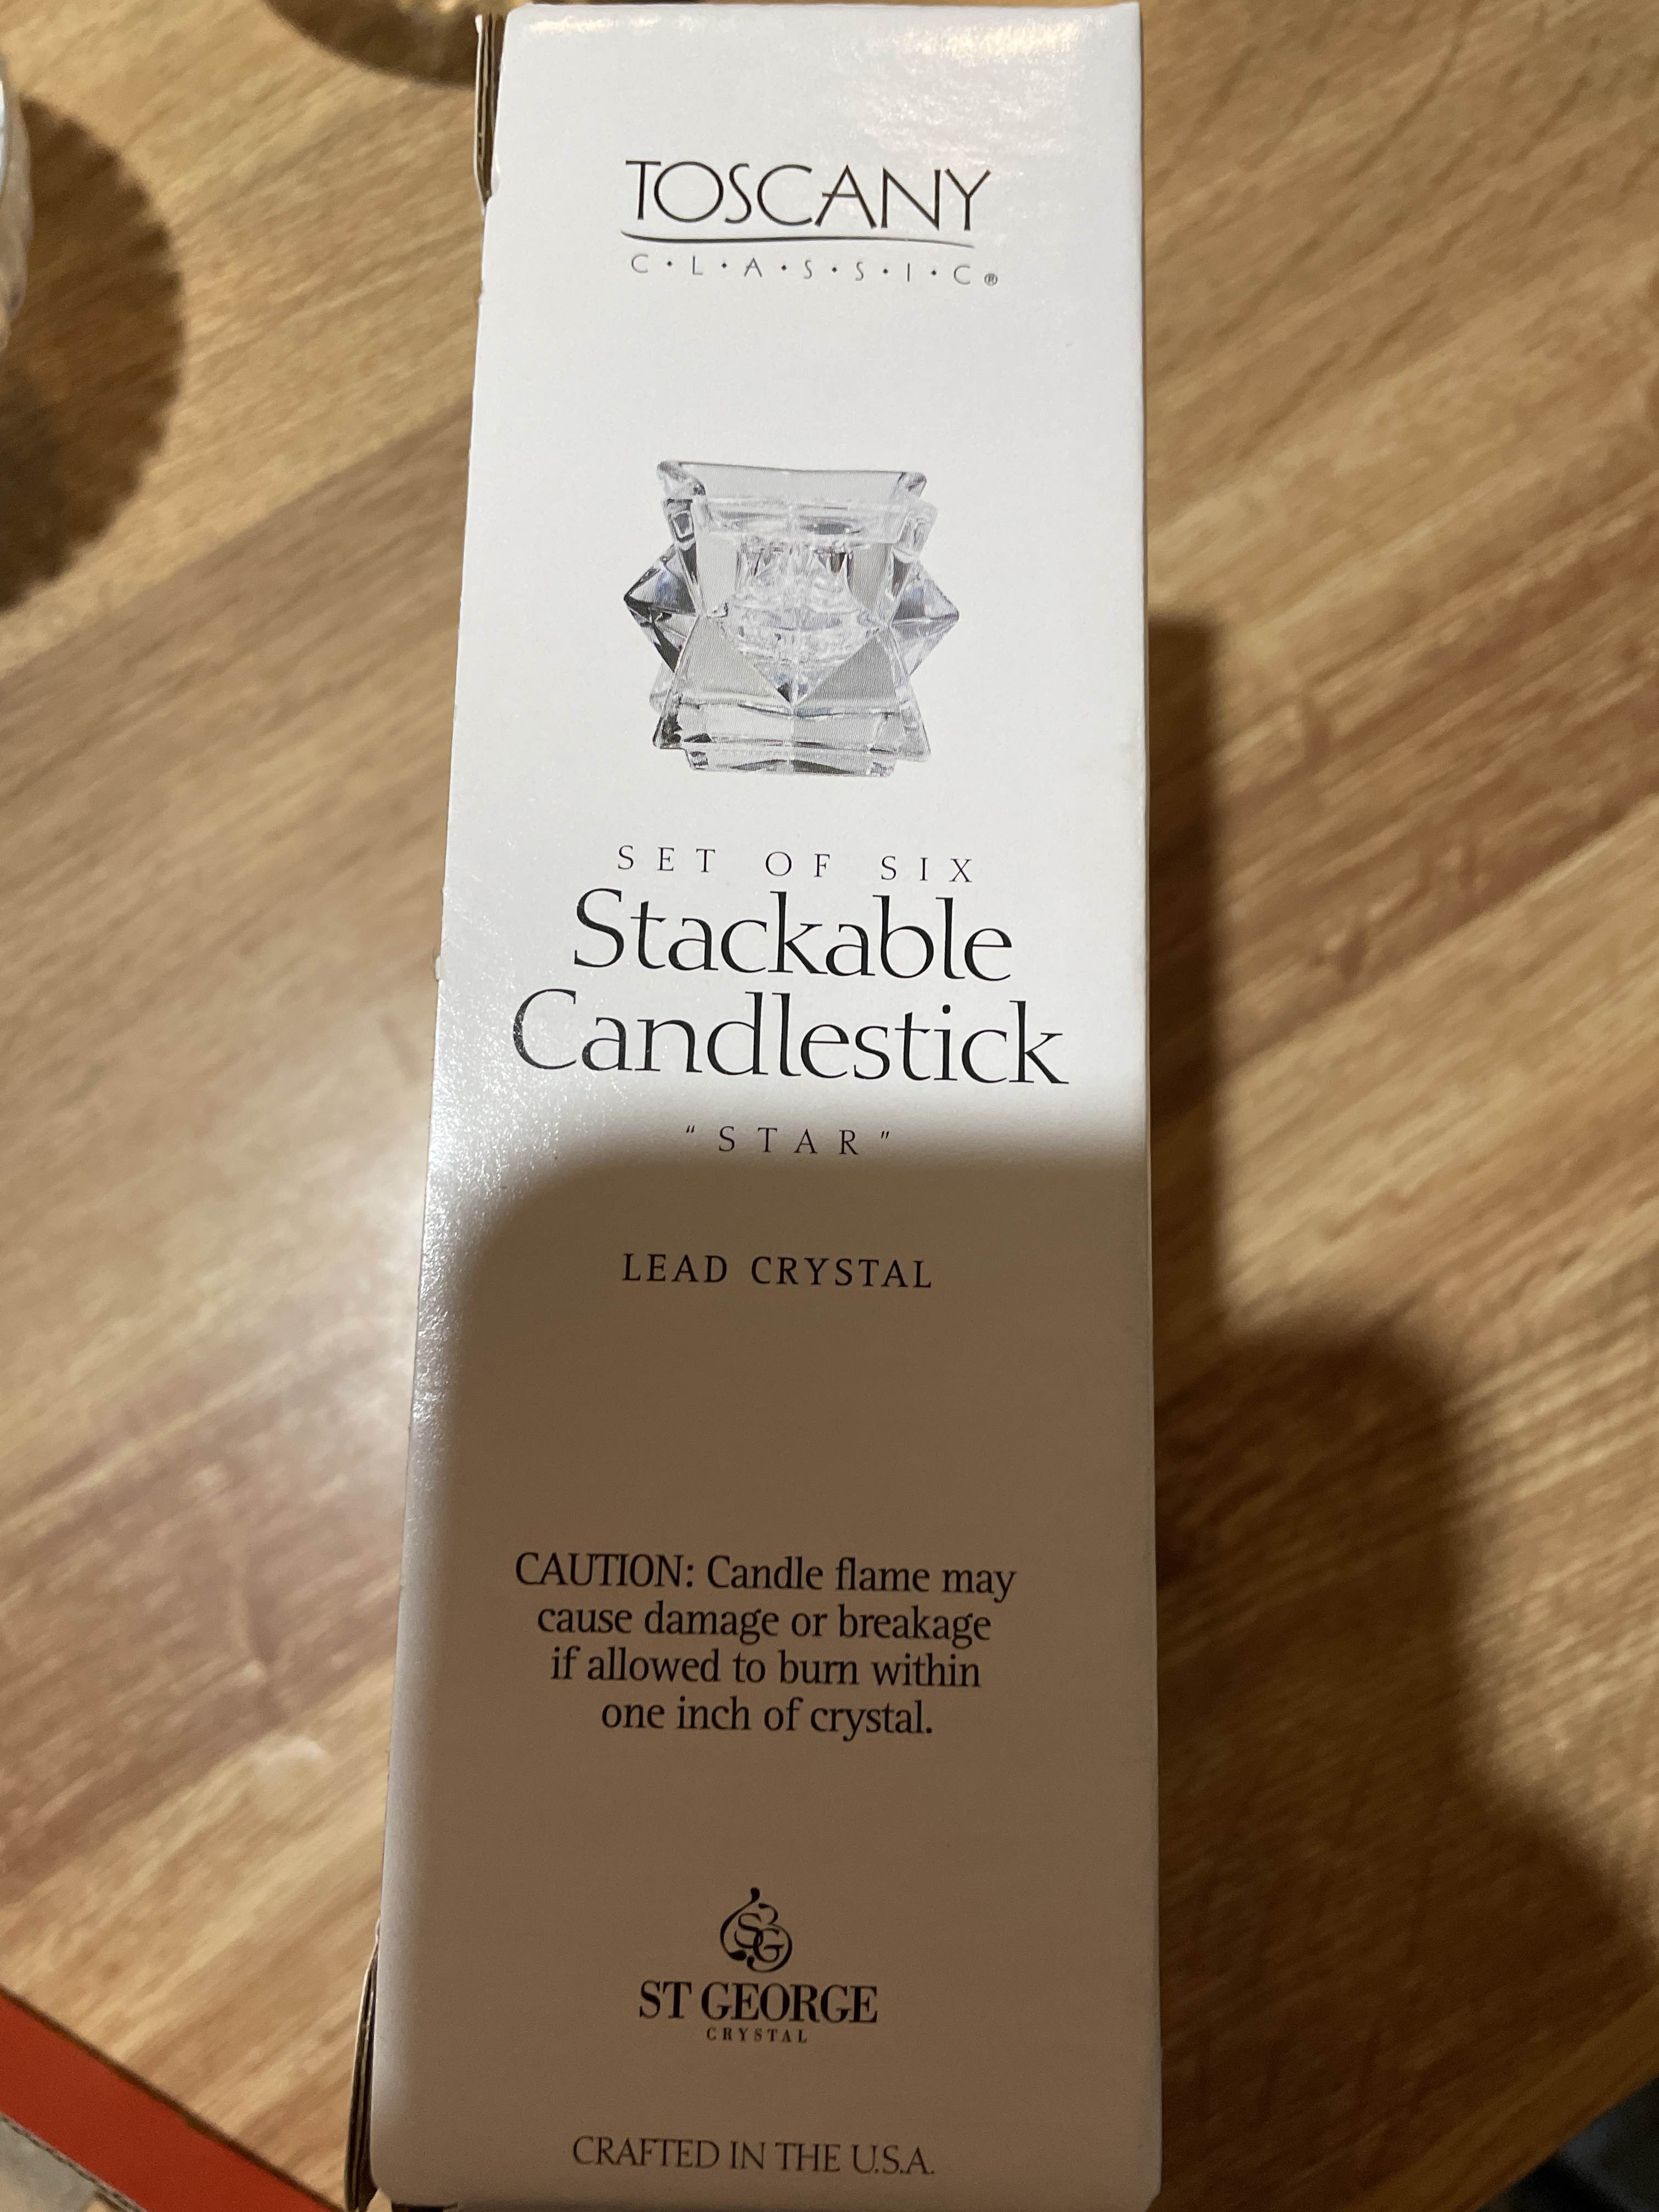 TOSCANY
C·L·A·S·S·I·C®
SET OF SIX
Stackable
Candlestick
"STAR"
LEAD CRYSTAL
CAUTION: Candle flame may
cause damage or breakage
if allowed to burn within
one inch of crystal.
SG
ST GEORGE
CRYSTAL
CRAFTED IN THE U.S.A.